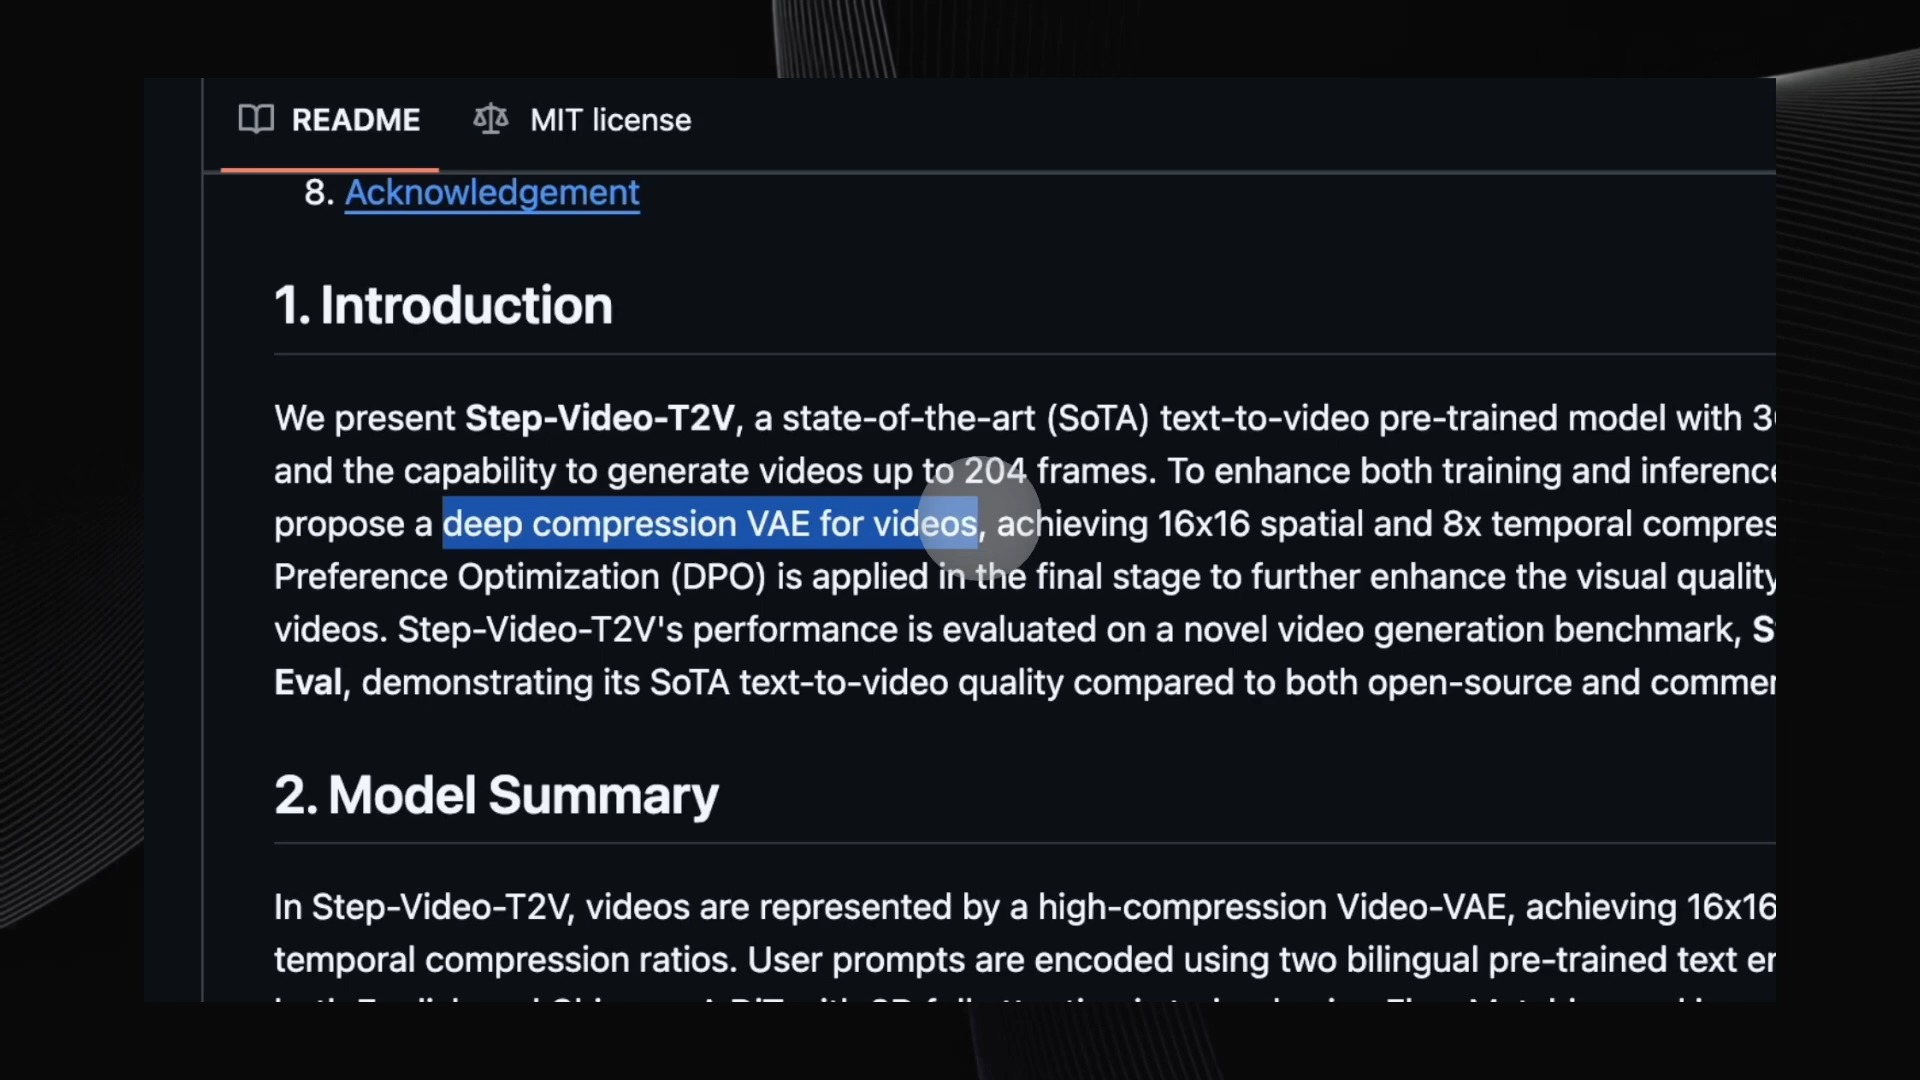 README MIT license
8. Acknowledgement
1. Introduction
We present Step-Video-T2V, a state-of-the-art (SoTA) text-to-video pre-trained model with
and the capability to generate videos up to 204 frames. To enhance both training and
propose a deep compression VAE for videos, achieving 16x16 spatial and 8x temporal
Preference Optimization (DPO) is applied in the final stage to further enhance the visual quality
videos. Step-Video-T2V's performance is evaluated on a novel video generation benchmark,
Eval, demonstrating its SoTA text-to-video quality compared to both open-source and
2. Model Summary
In Step-Video-T2V, videos are represented by a high-compression Video-VAE, achieving 16x16
temporal compression ratios. User prompts are encoded using two bilingual pre-trained text